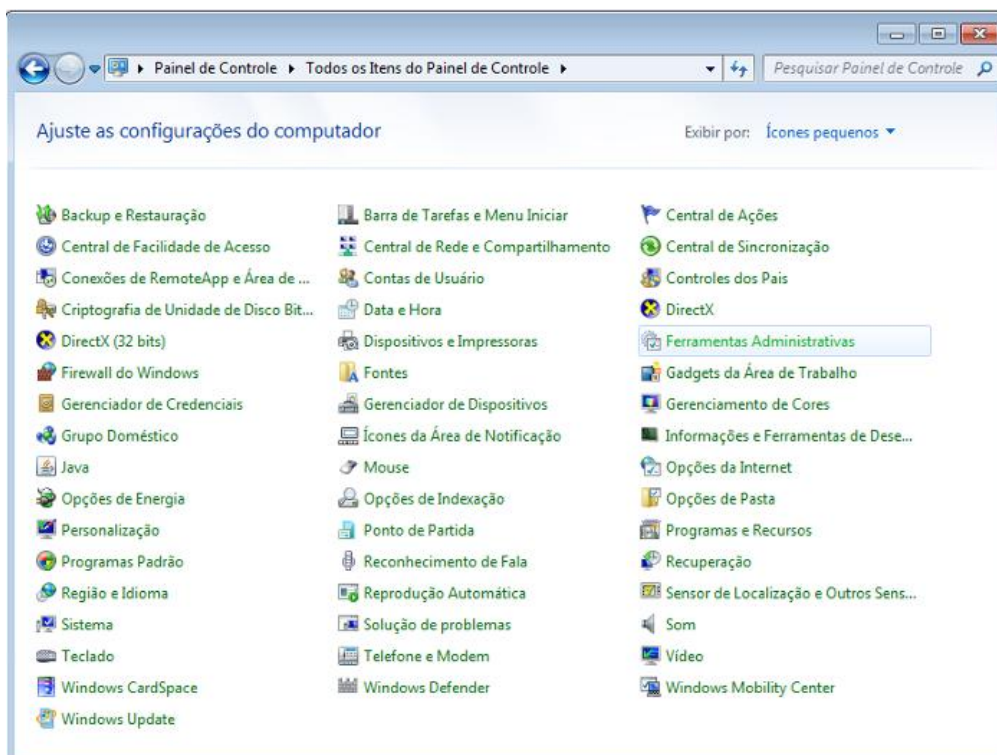 Painel de Controle Todos os Itens do Painel de Controle Pesquisar Painel de Controle
Ajuste as configurações do computador Exibir por: Ícones pequenos
Backup e Restauração Barra de Tarefas e Menu Iniciar Central de Ações
Central de Facilidade de Acesso Central de Rede e Compartilhamento Central de Sincronização
Conexões de RemoteApp e Área de ... Contas de Usuário Controles dos Pais
Criptografia de Unidade de Disco Bit... Data e Hora DirectX
DirectX (32 bits) Dispositivos e Impressoras Ferramentas Administrativas
Firewall do Windows Fontes Gadgets da Área de Trabalho
Gerenciador de Credenciais Gerenciador de Dispositivos Gerenciamento de Cores
Grupo Doméstico Ícones da Área de Notificação Informações e Ferramentas de Dese...
Java Mouse Opções da Internet
Opções de Energia Opções de Indexação Opções de Pasta
Personalização Ponto de Partida Programas e Recursos
Programas Padrão Reconhecimento de Fala Recuperação
Região e Idioma Reprodução Automática Sensor de Localização e Outros Sens...
Sistema Solução de problemas Som
Teclado Telefone e Modem Vídeo
Windows CardSpace Windows Defender Windows Mobility Center
Windows Update